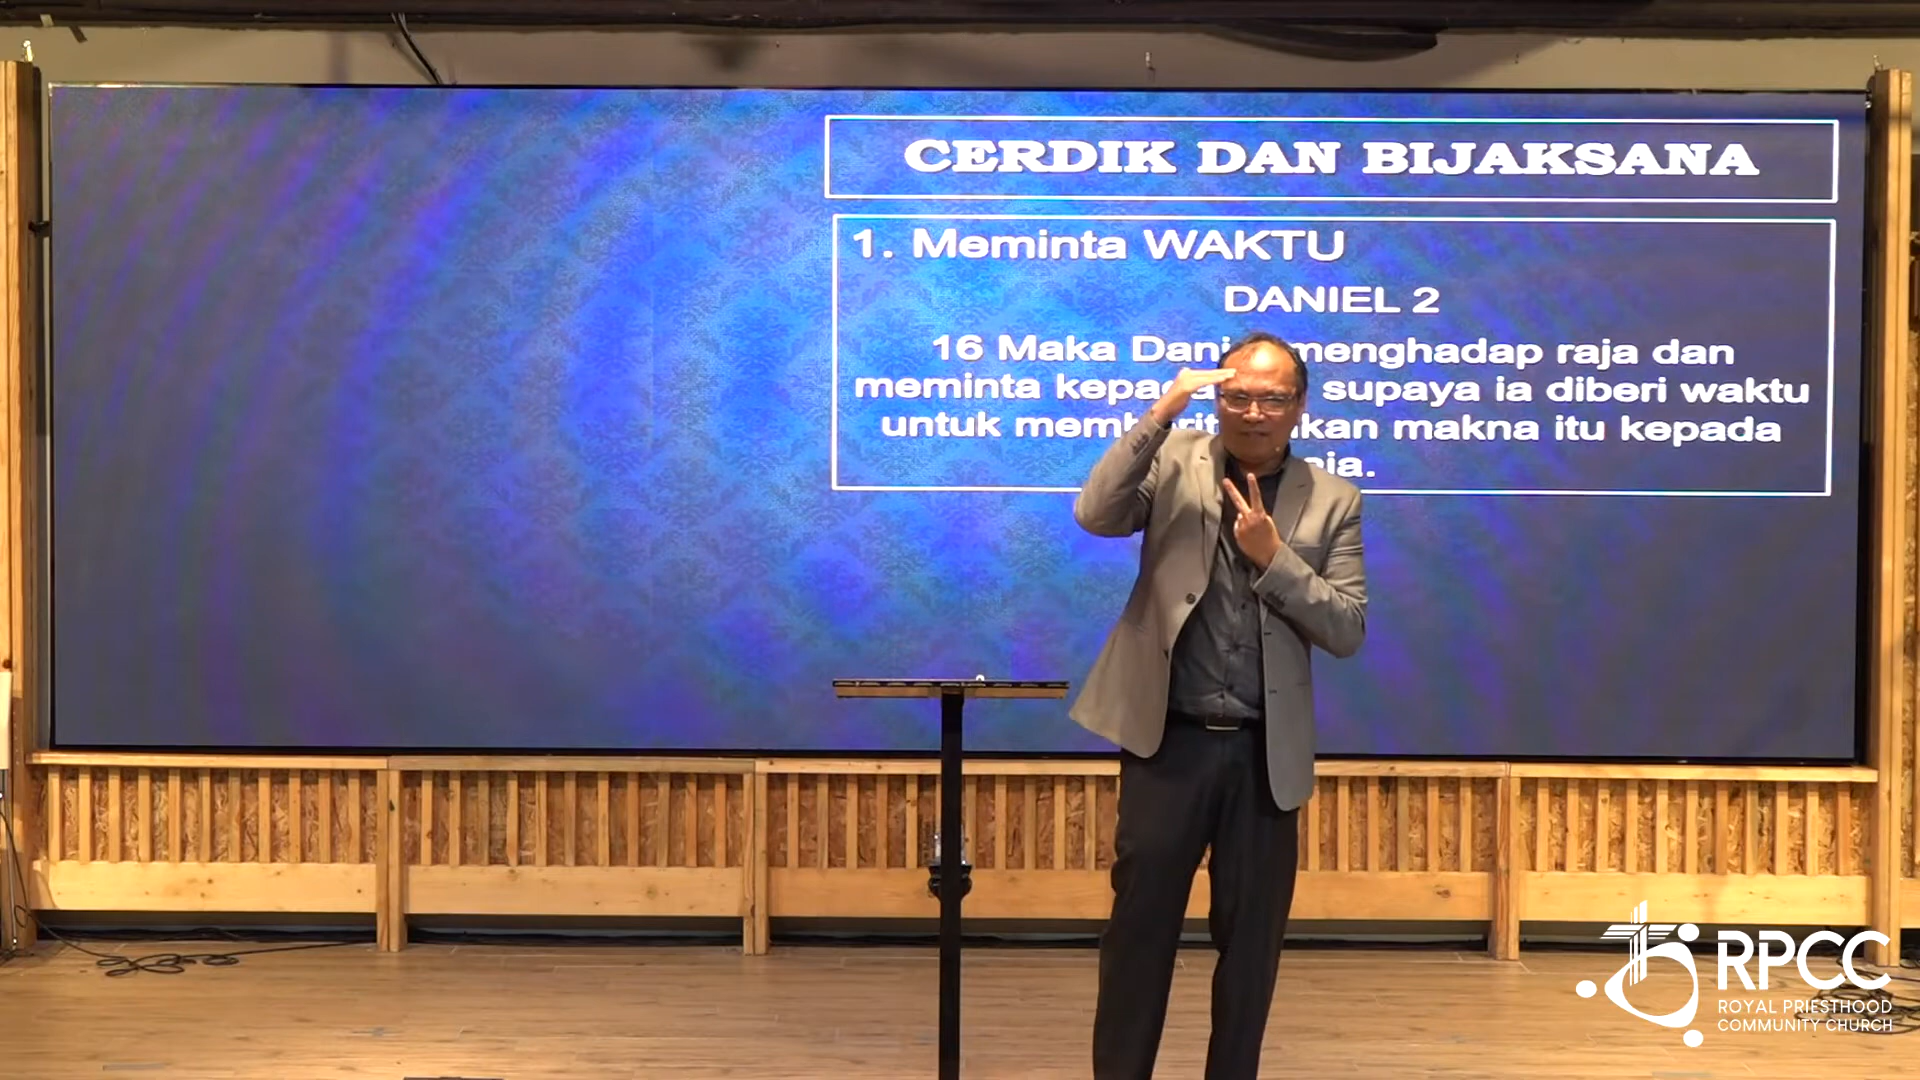 CERDIK DAN BIJAKSANA
1. Meminta WAKTU
DANIEL 2
16 Maka menghadap raja dan
meminta supaya ia diberi waktu
untuk makna itu kepada
RPCC
ROYAL PRIESTHOOD
COMMUNITY CHURCH